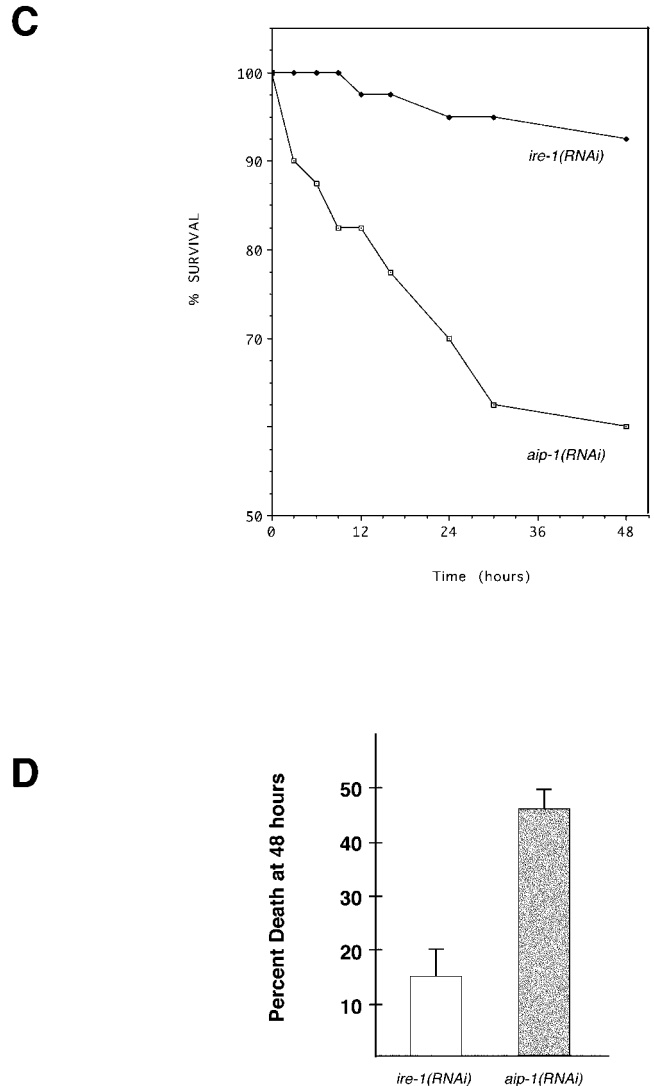 C
100
90
80
70
50
% SURVIVAL
ire-1(RNAi)
aip-1(RNAi)
0 12 24 36 48
Time (hours)
D
50
40
30
20
10
Percent Death at 48 hours
ire-1(RNAi) aip-1(RNAi)